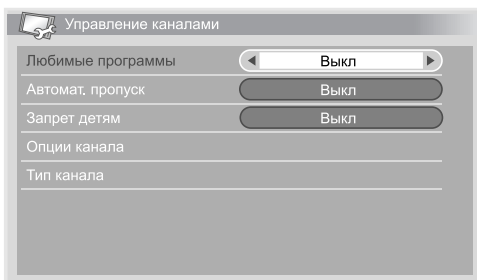 Управление каналами
Любимые программы Выкл
Автомат. пропуск Выкл
Запрет детям Выкл
Опции канала
Тип канала